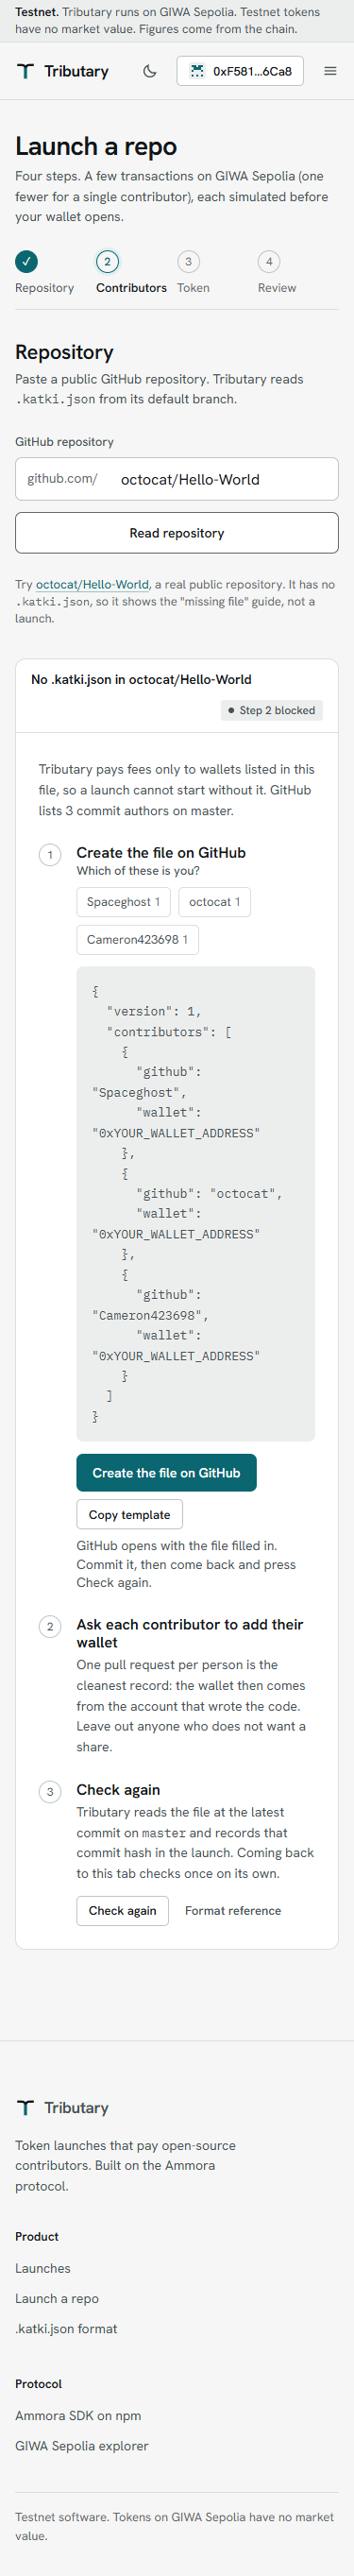 Testnet. Tributary runs on GIWA Sepolia. Testnet tokens
have no market value. Figures come from the chain.
Tributary
0xF581...6Ca8
Launch a repo
Four steps. A few transactions on GIWA Sepolia (one
fewer for a single contributor), each simulated before
your wallet opens.
✓ 2 3 4
Repository Contributors Token Review
Repository
Paste a public GitHub repository. Tributary reads
.katki.json from its default branch.
GitHub repository
github.com/ octocat/Hello-World
Read repository
Try octocat/Hello-World, a real public repository. It has no
.katki.json, so it shows the "missing file" guide, not a
launch.
No .katki.json in octocat/Hello-World
Step 2 blocked
Tributary pays fees only to wallets listed in this
file, so a launch cannot start without it. GitHub
lists 3 commit authors on master.
1 Create the file on GitHub
Which of these is you?
Spaceghost 1 octocat 1
Cameron423698 1
{
  "version": 1,
  "contributors": [
    {
      "github":
"Spaceghost",
      "wallet":
"0xYOUR_WALLET_ADDRESS"
    },
    {
      "github": "octocat",
      "wallet":
"0xYOUR_WALLET_ADDRESS"
    },
    {
      "github":
"Cameron423698",
      "wallet":
"0xYOUR_WALLET_ADDRESS"
    }
  ]
}
Create the file on GitHub
Copy template
GitHub opens with the file filled in.
Commit it, then come back and press
Check again.
2 Ask each contributor to add their
wallet
One pull request per person is the
cleanest record: the wallet then comes
from the account that wrote the code.
Leave out anyone who does not want a
share.
3 Check again
Tributary reads the file at the latest
commit on master and records that
commit hash in the launch. Coming back
to this tab checks once on its own.
Check again Format reference
Tributary
Token launches that pay open-source
contributors. Built on the Ammora
protocol.
Product
Launches
Launch a repo
.katki.json format
Protocol
Ammora SDK on npm
GIWA Sepolia explorer
Testnet software. Tokens on GIWA Sepolia have no market
value.